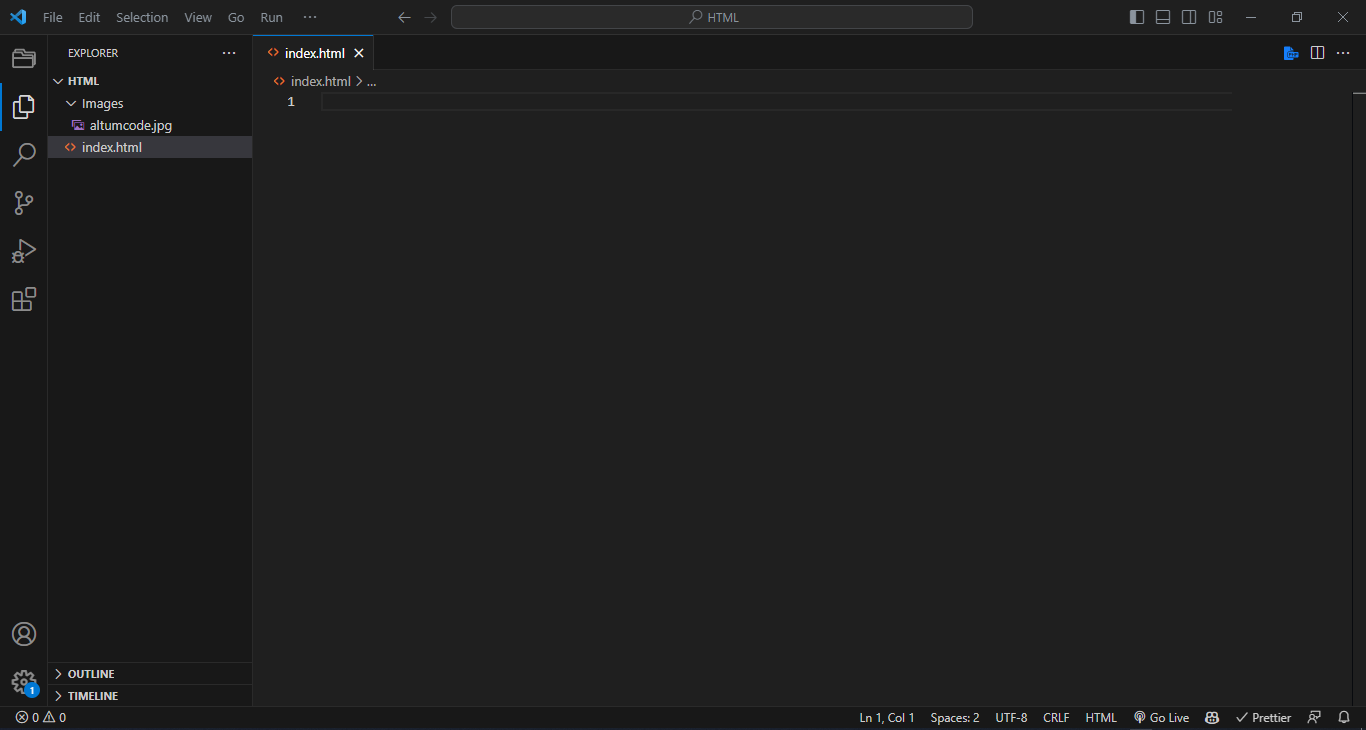 File Edit Selection View Go Run ···
HTML
EXPLORER ···
HTML
Images
altumcode.jpg
index.html
OUTLINE
TIMELINE
index.html
index.html > ...
1
1
0 0
Ln 1, Col 1 Spaces: 2 UTF-8 CRLF HTML Go Live Prettier